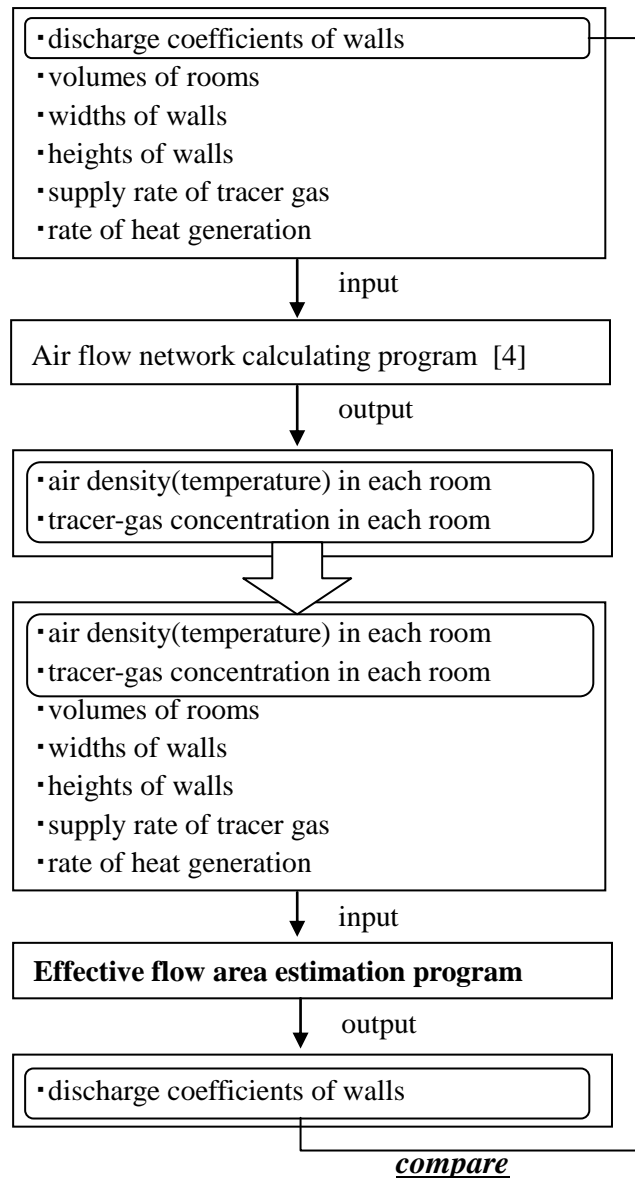 ・discharge coefficients of walls
・volumes of rooms
・widths of walls
・heights of walls
・supply rate of tracer gas
・rate of heat generation
input
Air flow network calculating program [4]
output
・air density(temperature) in each room
・tracer-gas concentration in each room
・air density(temperature) in each room
・tracer-gas concentration in each room
・volumes of rooms
・widths of walls
・heights of walls
・supply rate of tracer gas
・rate of heat generation
input
Effective flow area estimation program
output
・discharge coefficients of walls
compare